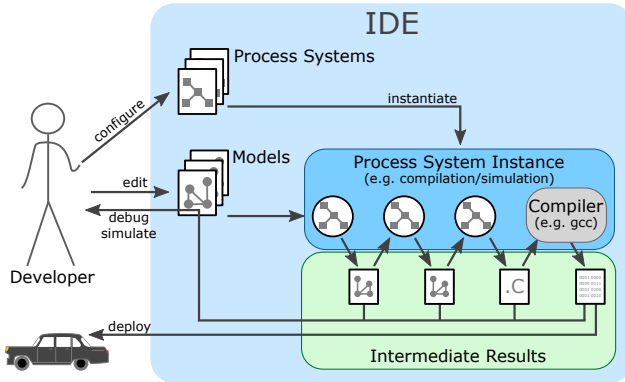 IDE
Process Systems
configure
instantiate
Models
edit
debug
simulate
Developer
Process System Instance
(e.g. compilation/simulation)
Compiler
(e.g. gcc)
.C
deploy
Intermediate Results